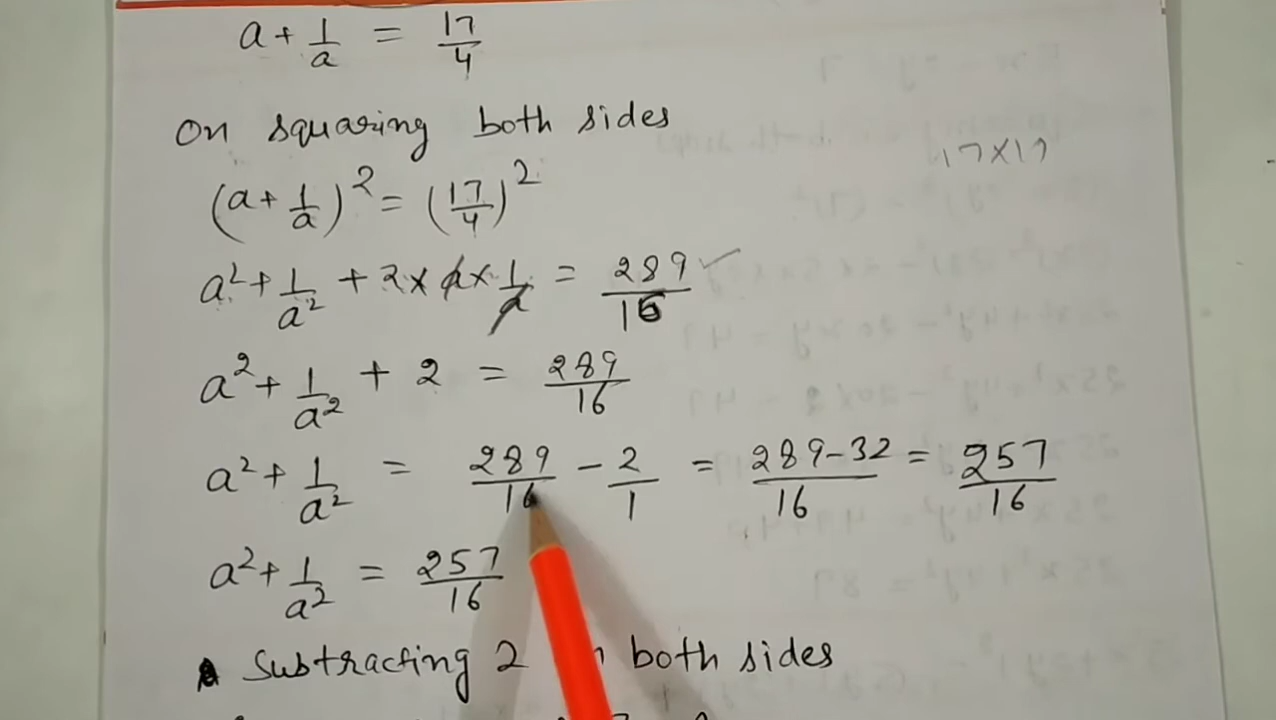 a + 1/a = 17/4
On squaring both sides
17×17
(a + 1/a)² = (17/4)²
a² + 1/a² + 2 × a × 1/a = 289/16
a² + 1/a² + 2 = 289/16
a² + 1/a² = 289/16 - 2/1 = 289-32/16 = 257/16
a² + 1/a² = 257/16
Subtracting 2 both sides